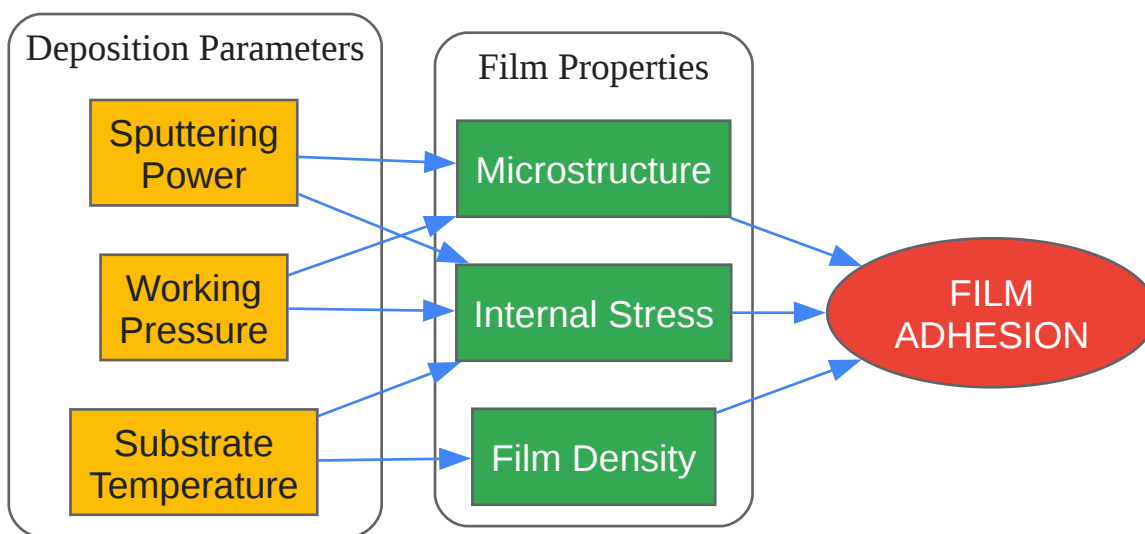 Deposition Parameters
Sputtering
Power
Working
Pressure
Substrate
Temperature
Film Properties
Microstructure
Internal Stress
Film Density
FILM
ADHESION